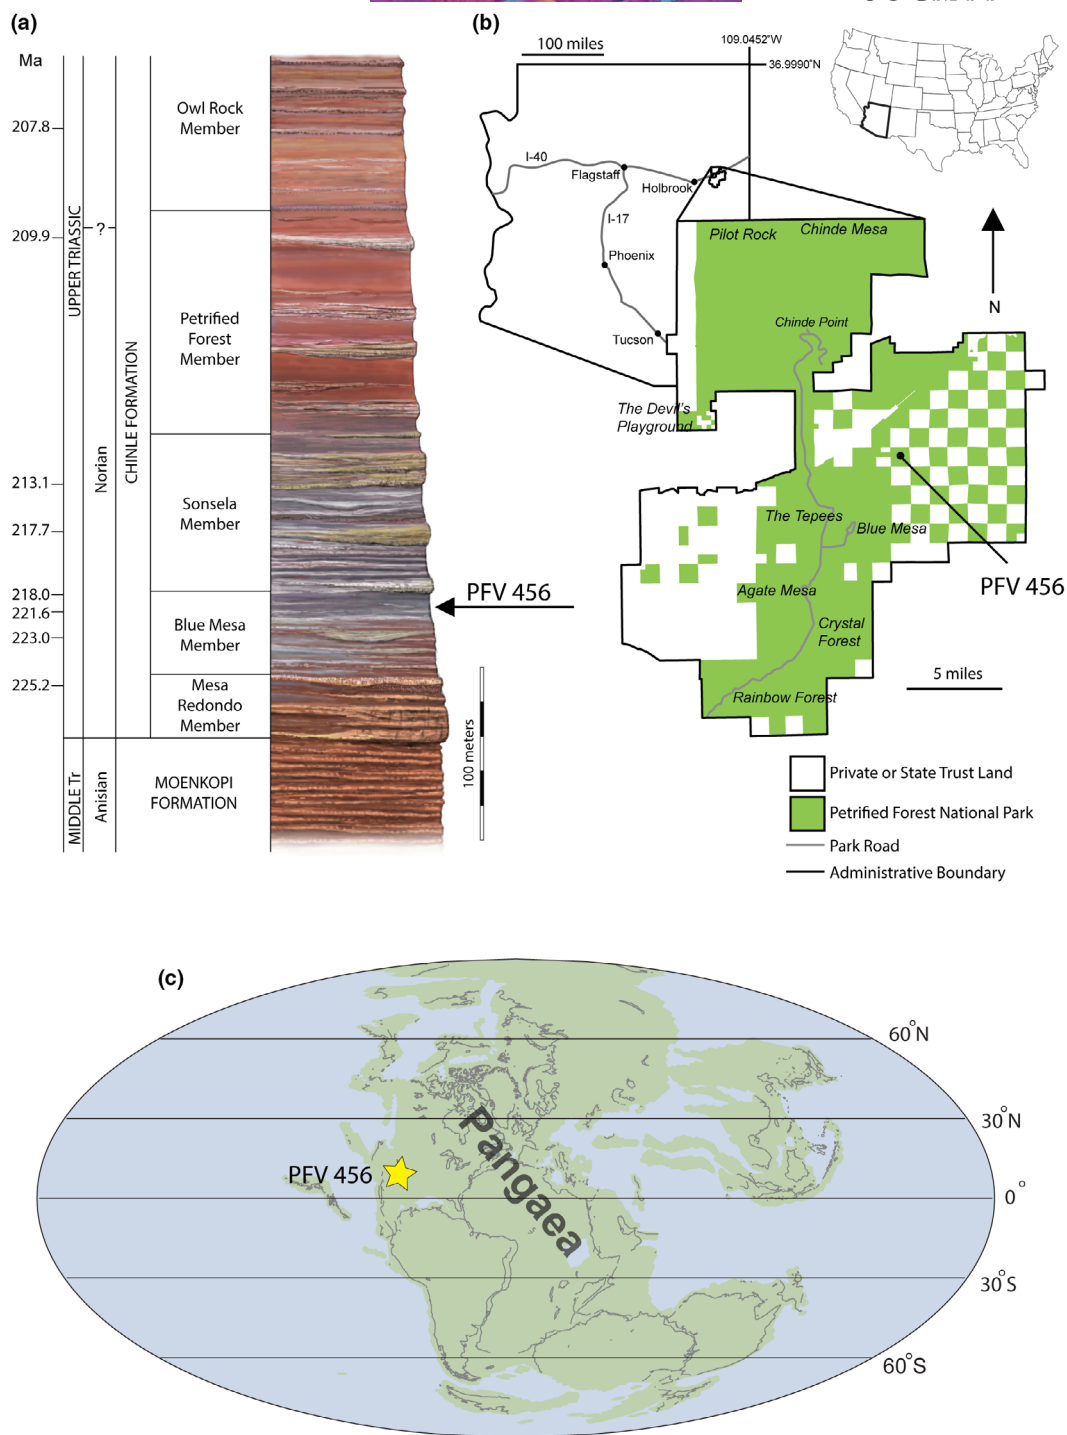 (a)
Ma
207.8
209.9
213.1
217.7
218.0
221.6
223.0
225.2
UPPER TRIASSIC
MIDDLE Tr
?
Norian
Anisian
CHINLE FORMATION
Owl Rock
Member
Petrified
Forest
Member
Sonsela
Member
Blue Mesa
Member
Mesa
Redondo
Member
MOENKOPI
FORMATION
PFV 456
100 meters
(b)
100 miles
109.0452°W
36.9990°N
I-40
Flagstaff
Holbrook
I-17
Phoenix
Tucson
Pilot Rock
Chinde Mesa
Chinde Point
N
The Devil's
Playground
The Tepees
Blue Mesa
PFV 456
Agate Mesa
Crystal
Forest
Rainbow Forest
5 miles
Private or State Trust Land
Petrified Forest National Park
Park Road
Administrative Boundary
(c)
60°N
30°N
Pangaea
PFV 456
0°
30°S
60°S